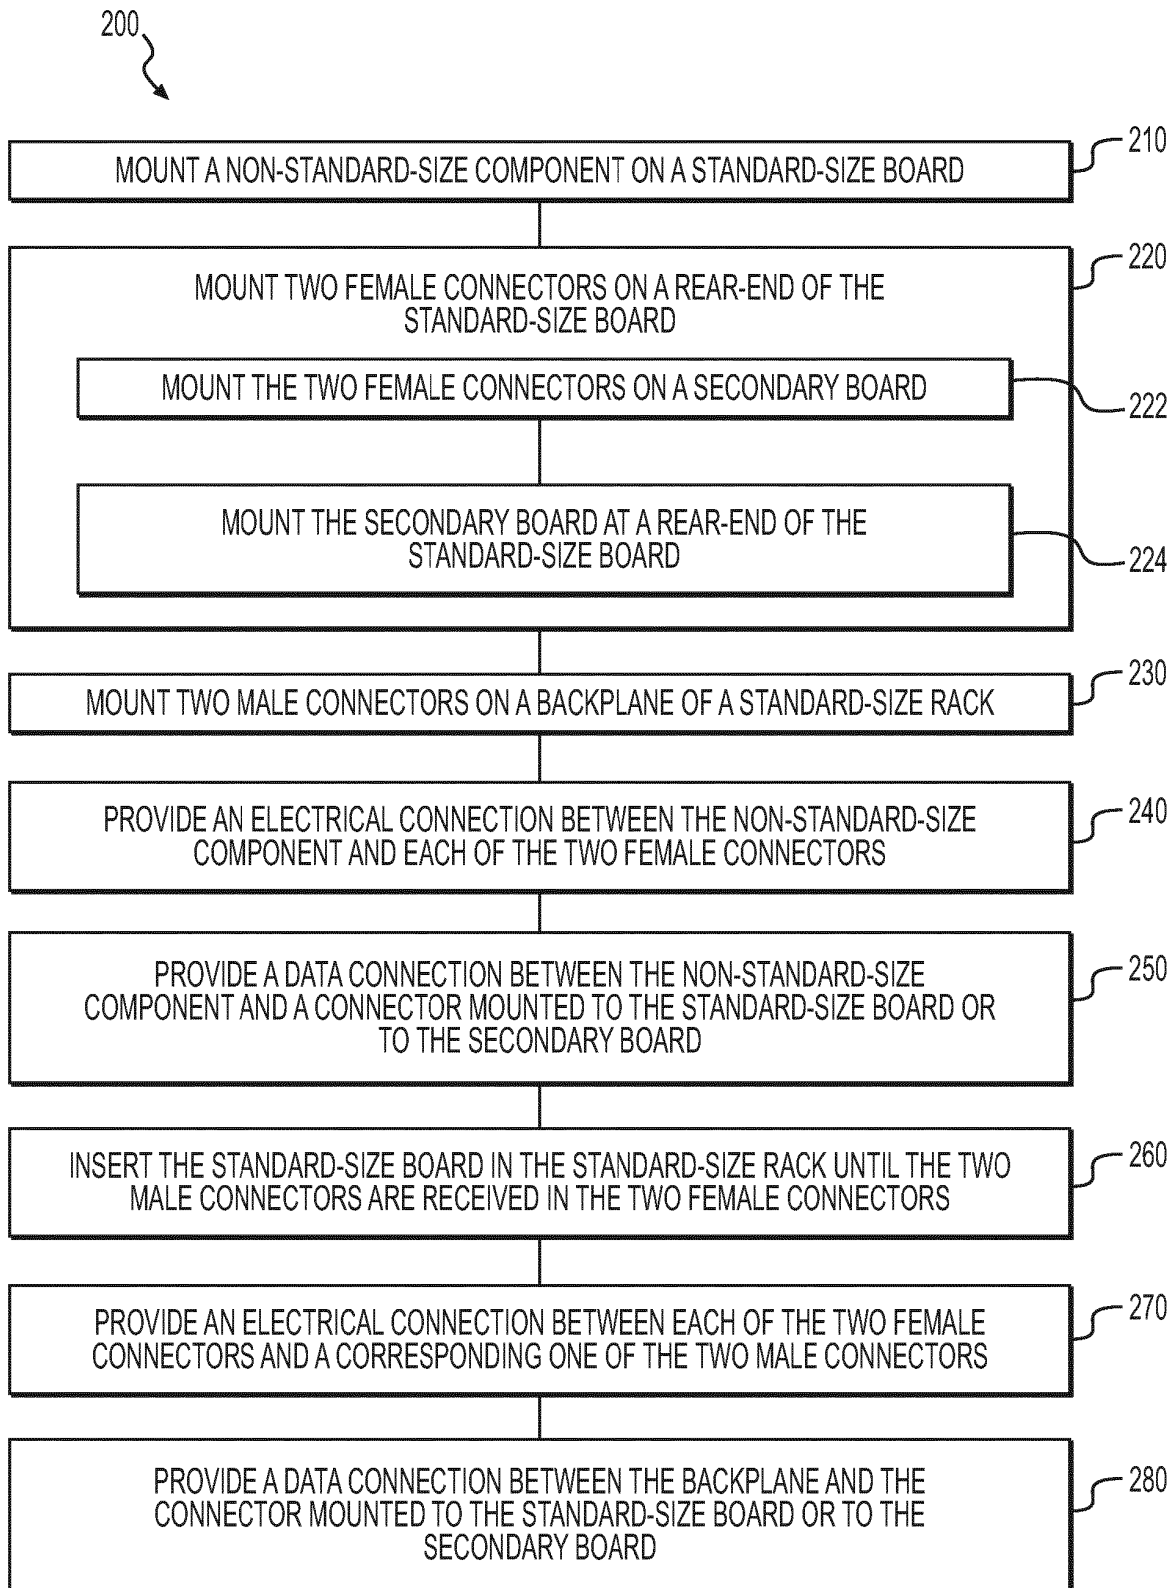 200
MOUNT A NON-STANDARD-SIZE COMPONENT ON A STANDARD-SIZE BOARD
210
MOUNT TWO FEMALE CONNECTORS ON A REAR-END OF THE
STANDARD-SIZE BOARD
220
MOUNT THE TWO FEMALE CONNECTORS ON A SECONDARY BOARD
222
MOUNT THE SECONDARY BOARD AT A REAR-END OF THE
STANDARD-SIZE BOARD
224
MOUNT TWO MALE CONNECTORS ON A BACKPLANE OF A STANDARD-SIZE RACK
230
PROVIDE AN ELECTRICAL CONNECTION BETWEEN THE NON-STANDARD-SIZE
COMPONENT AND EACH OF THE TWO FEMALE CONNECTORS
240
PROVIDE A DATA CONNECTION BETWEEN THE NON-STANDARD-SIZE
COMPONENT AND A CONNECTOR MOUNTED TO THE STANDARD-SIZE BOARD OR
TO THE SECONDARY BOARD
250
INSERT THE STANDARD-SIZE BOARD IN THE STANDARD-SIZE RACK UNTIL THE TWO
MALE CONNECTORS ARE RECEIVED IN THE TWO FEMALE CONNECTORS
260
PROVIDE AN ELECTRICAL CONNECTION BETWEEN EACH OF THE TWO FEMALE
CONNECTORS AND A CORRESPONDING ONE OF THE TWO MALE CONNECTORS
270
PROVIDE A DATA CONNECTION BETWEEN THE BACKPLANE AND THE
CONNECTOR MOUNTED TO THE STANDARD-SIZE BOARD OR TO THE
SECONDARY BOARD
280